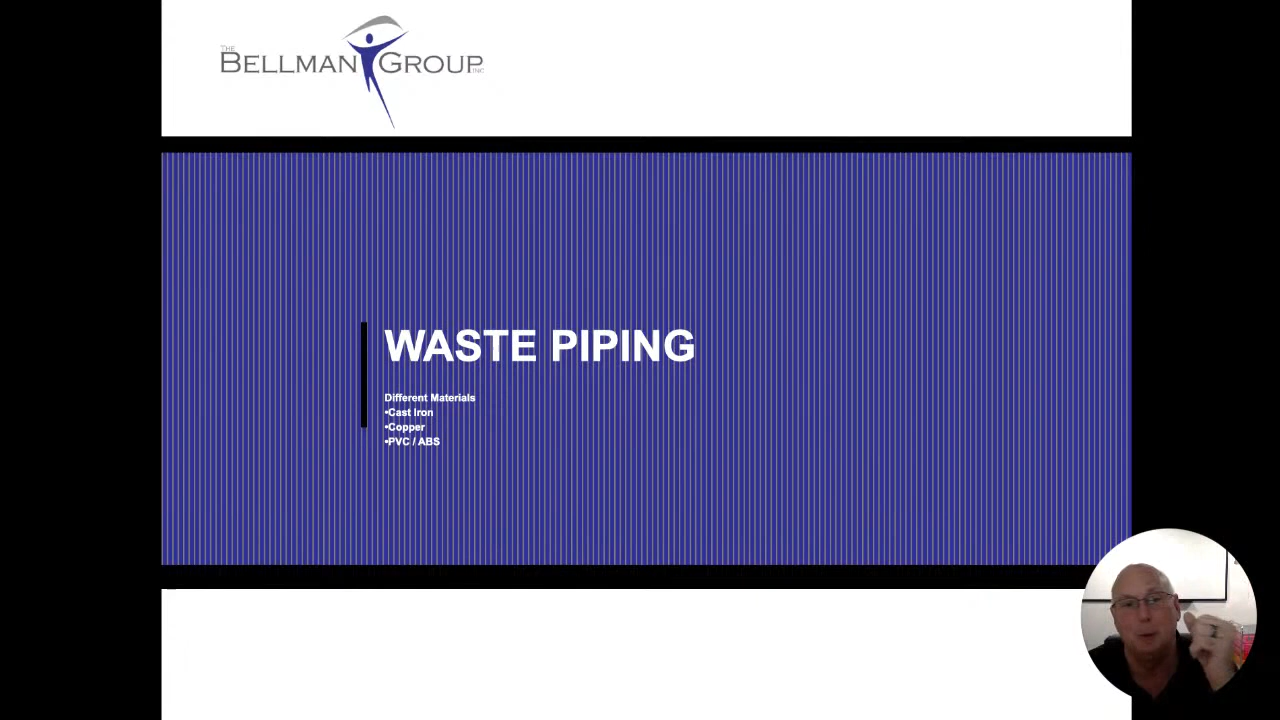 THE
BELLMAN GROUP INC
WASTE PIPING
Different Materials
•Cast Iron
•Copper
•PVC / ABS